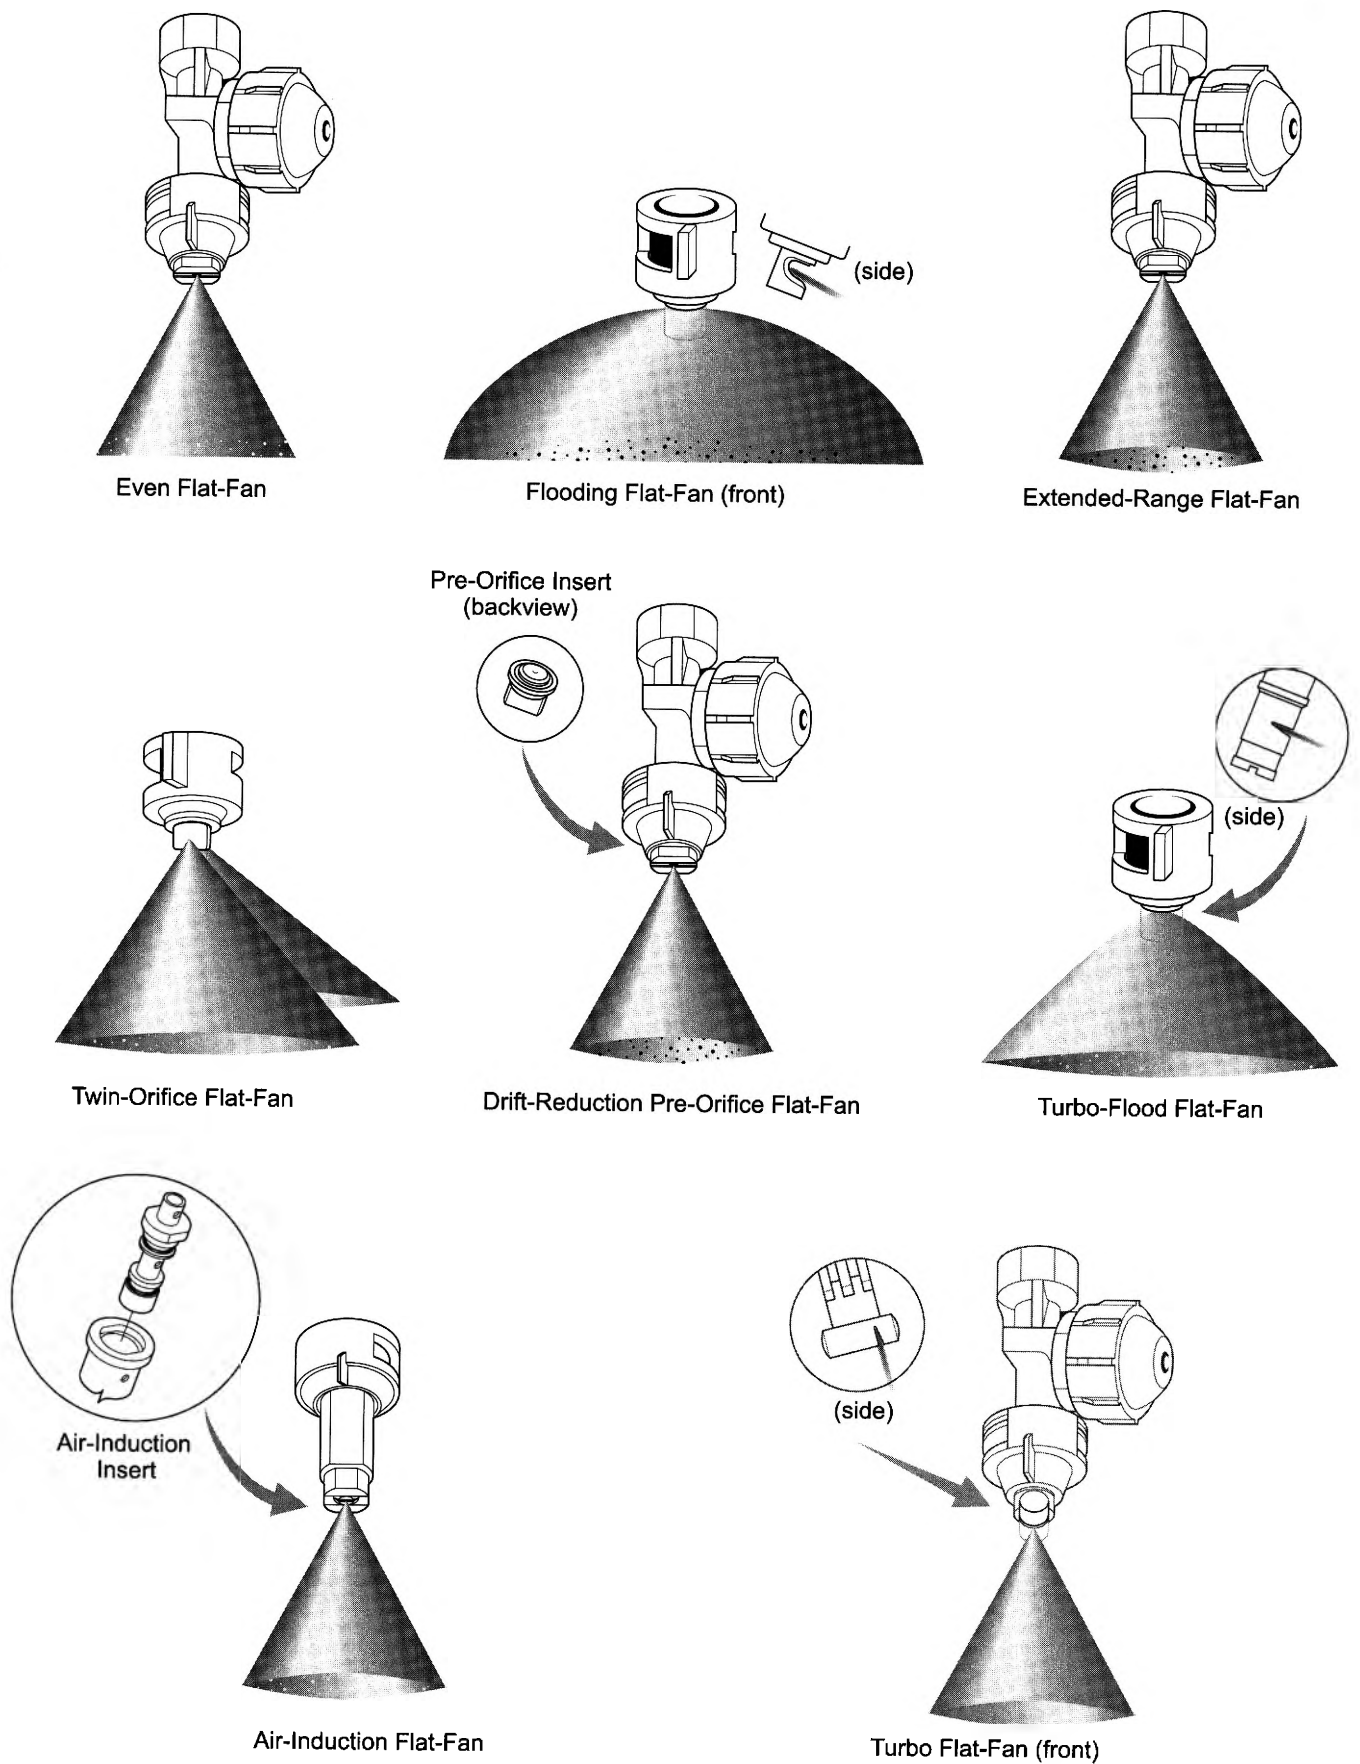 (side)
Even Flat-Fan
Flooding Flat-Fan (front)
Extended-Range Flat-Fan
Pre-Orifice Insert
(backview)
(side)
Twin-Orifice Flat-Fan
Drift-Reduction Pre-Orifice Flat-Fan
Turbo-Flood Flat-Fan
Air-Induction
Insert
(side)
Air-Induction Flat-Fan
Turbo Flat-Fan (front)